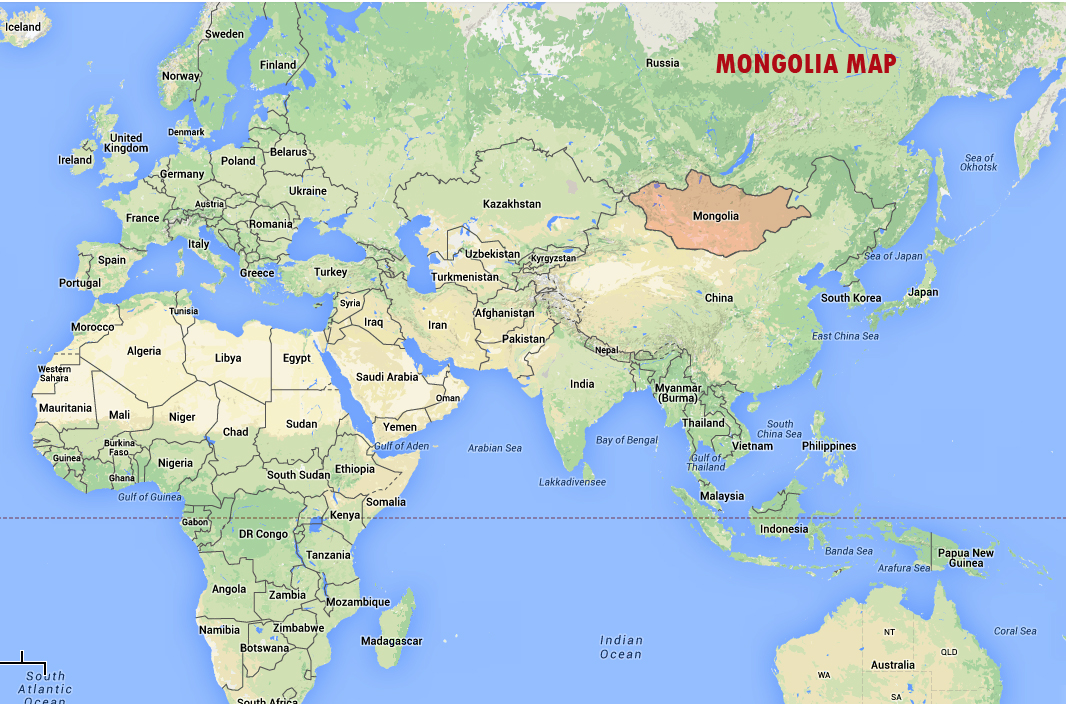 Iceland
Sweden
Finland
Norway
Russia
MONGOLIA MAP
Denmark
United
Kingdom
Ireland
Belarus
Poland
Germany
Ukraine
Austria
France
Romania
Italy
Spain
Greece
Portugal
Turkey
Kazakhstan
Mongolia
Sea of
Okhotsk
Uzbekistan
Kyrgyzstan
Turkmenistan
Sea of Japan
Japan
South Korea
China
Tunisia
Syria
Morocco
Iraq
Iran
Afghanistan
Pakistan
East China Sea
Algeria
Libya
Egypt
Nepal
Western
Sahara
Saudi Arabia
India
Myanmar
(Burma)
Oman
Mauritania
Mali
Niger
Chad
Sudan
Yemen
Thailand
South
China Sea
Vietnam
Philippines
Burkina
Faso
Gulf of Aden
Arabian Sea
Bay of Bengal
Guinea
Nigeria
Ghana
Ethiopia
South Sudan
Gulf of
Thailand
Lakkadivensee
Gulf of Guinea
Somalia
Malaysia
Kenya
Gabon
DR Congo
Indonesia
Tanzania
Banda Sea
Papua New
Guinea
Arafura Sea
Angola
Zambia
Mozambique
Namibia
Zimbabwe
Madagascar
Botswana
Indian
Ocean
Coral Sea
NT
QLD
WA
Australia
SA
South
Atlantic
Ocean
South Africa